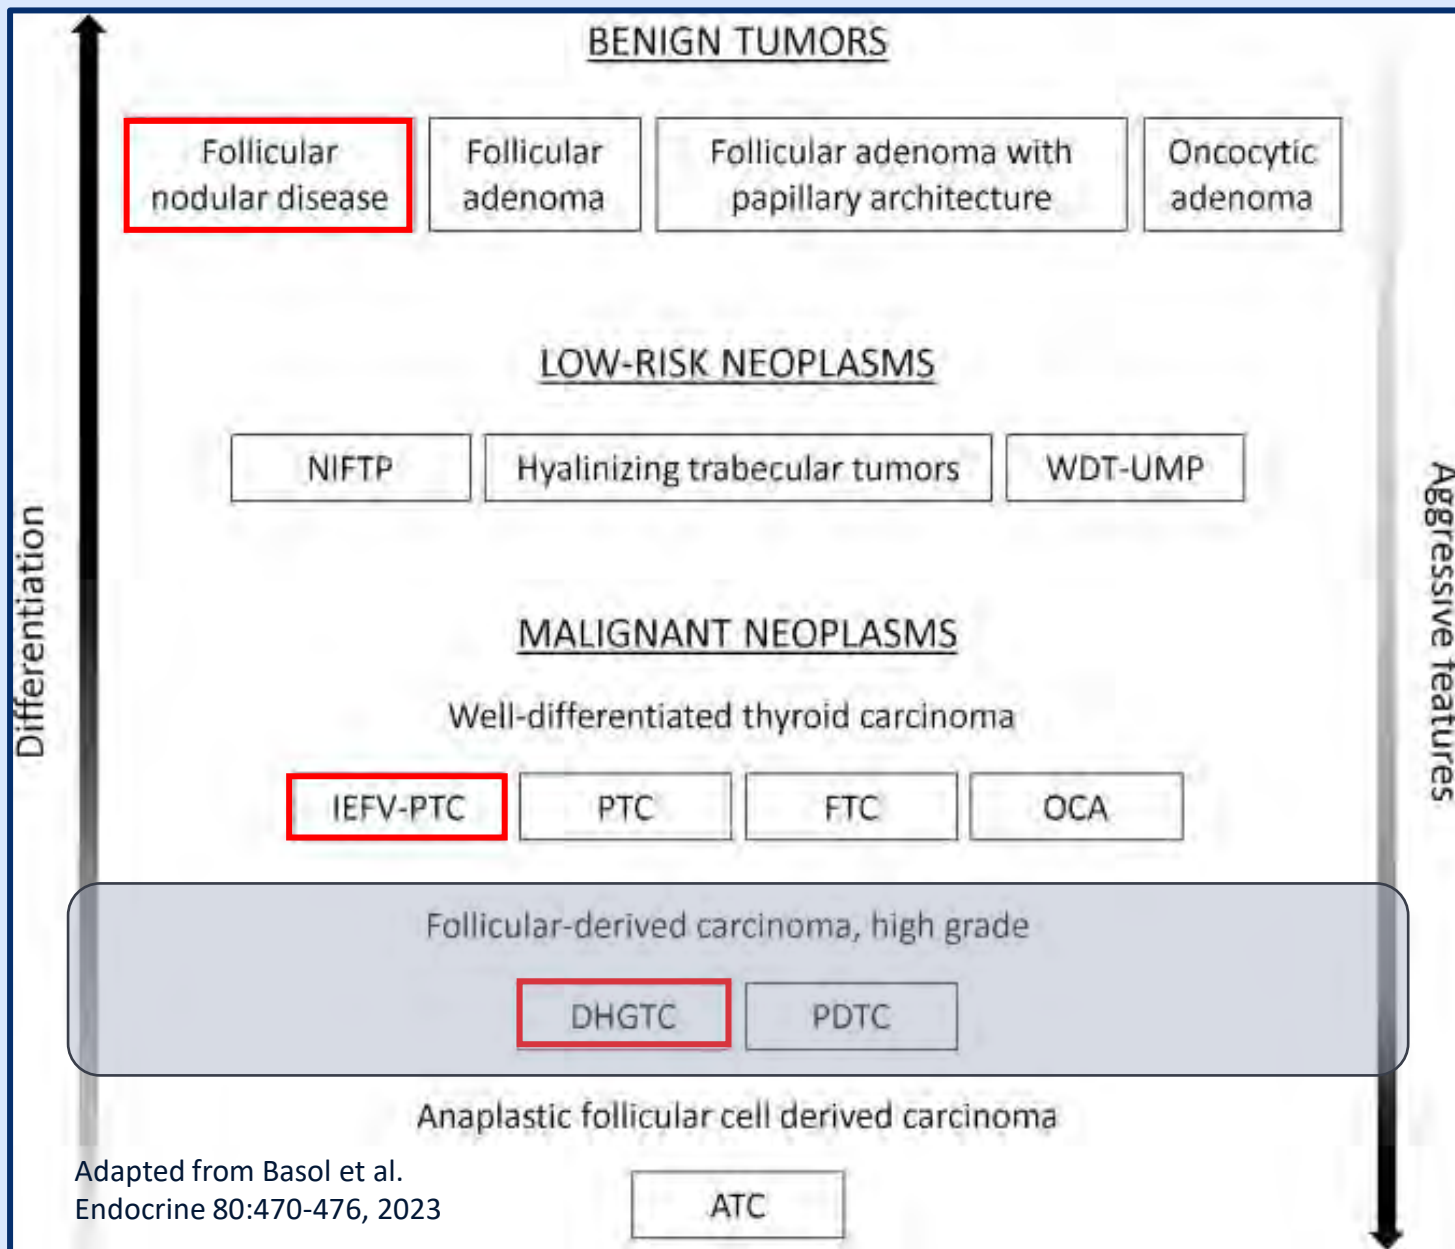 BENIGN TUMORS
Follicular
nodular disease
Follicular
adenoma
Follicular adenoma with
papillary architecture
Oncocytic
adenoma
LOW-RISK NEOPLASMS
NIFTP
Hyalinizing trabecular tumors
WDT-UMP
Differentiation
Aggressive features
MALIGNANT NEOPLASMS
Well-differentiated thyroid carcinoma
IEFV-PTC
PTC
FTC
OCA
Follicular-derived carcinoma, high grade
DHGTC
PDTC
Anaplastic follicular cell derived carcinoma
ATC
Adapted from Basol et al.
Endocrine 80:470-476, 2023